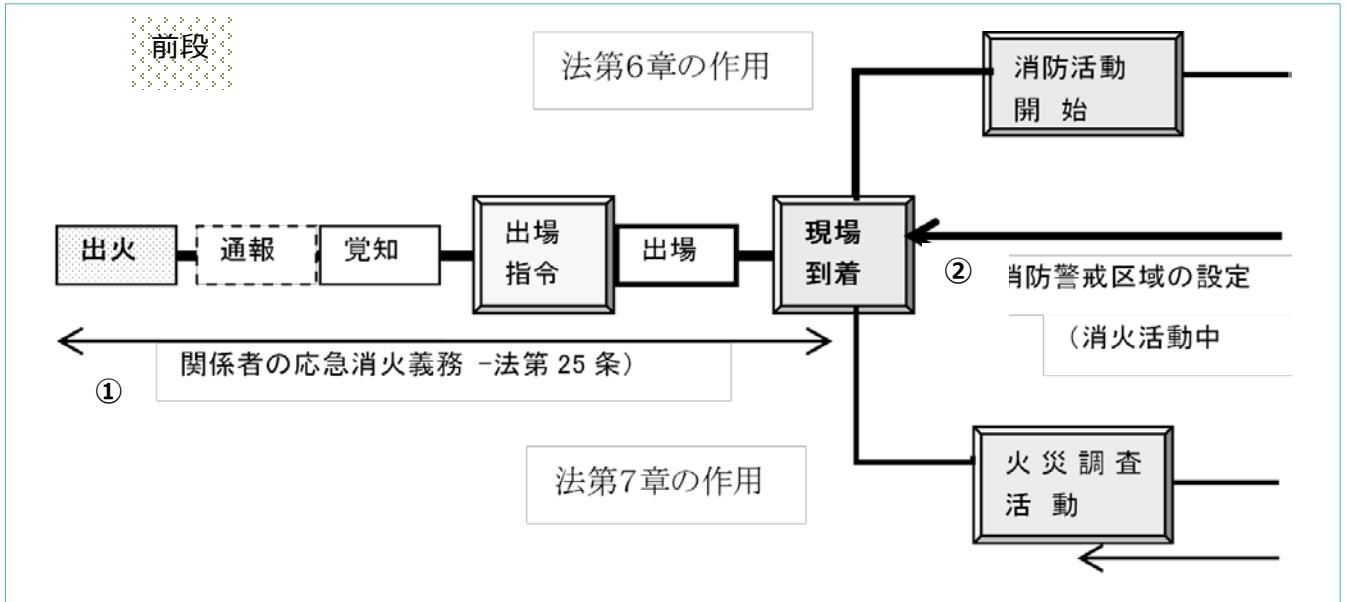 前段
法第6章の作用
消防活動
開 始
出火
通報
覚知
出場
指令
出場
現場
到着
②
消防警戒区域の設定
(消火活動中
関係者の応急消火義務 -法第 25 条)
①
法第7章の作用
火 災 調 査
活 動